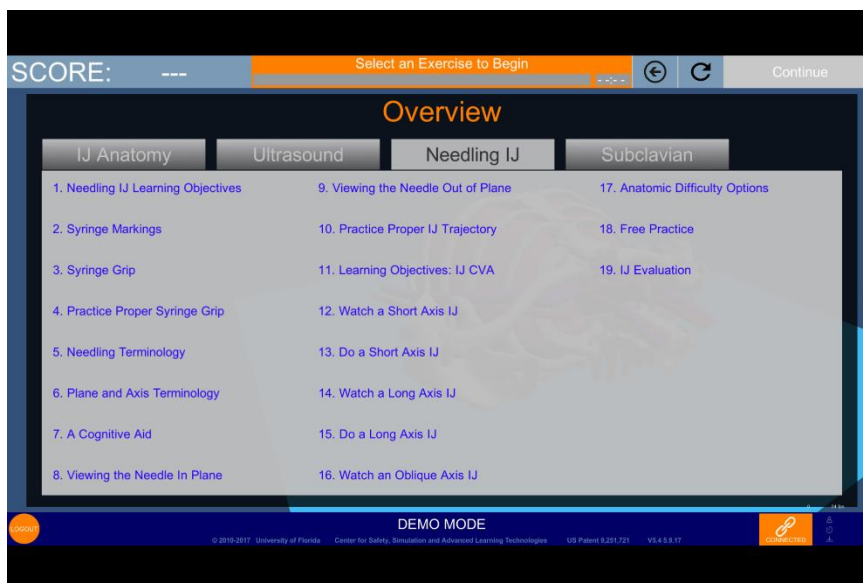 SCORE: ---
Select an Exercise to Begin
--:--
Continue
Overview
IJ Anatomy
Ultrasound
Needling IJ
Subclavian
1. Needling IJ Learning Objectives
2. Syringe Markings
3. Syringe Grip
4. Practice Proper Syringe Grip
5. Needling Terminology
6. Plane and Axis Terminology
7. A Cognitive Aid
8. Viewing the Needle In Plane
9. Viewing the Needle Out of Plane
10. Practice Proper IJ Trajectory
11. Learning Objectives: IJ CVA
12. Watch a Short Axis IJ
13. Do a Short Axis IJ
14. Watch a Long Axis IJ
15. Do a Long Axis IJ
16. Watch an Oblique Axis IJ
17. Anatomic Difficulty Options
18. Free Practice
19. IJ Evaluation
LOGOUT
DEMO MODE
© 2010-2017 University of Florida Center for Safety, Simulation and Advanced Learning Technologies US Patent 9,251,721 V5.4 5.9.17
CONNECTED